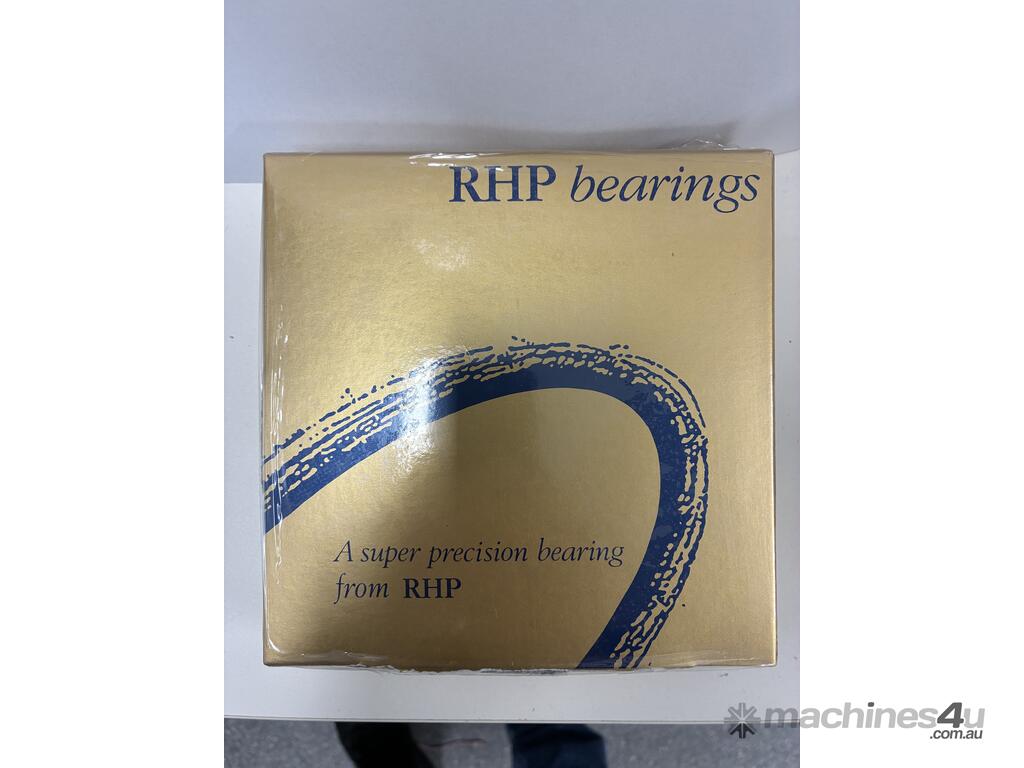 RHP bearings
A super precision bearing
from RHP
machines4u
.com.au